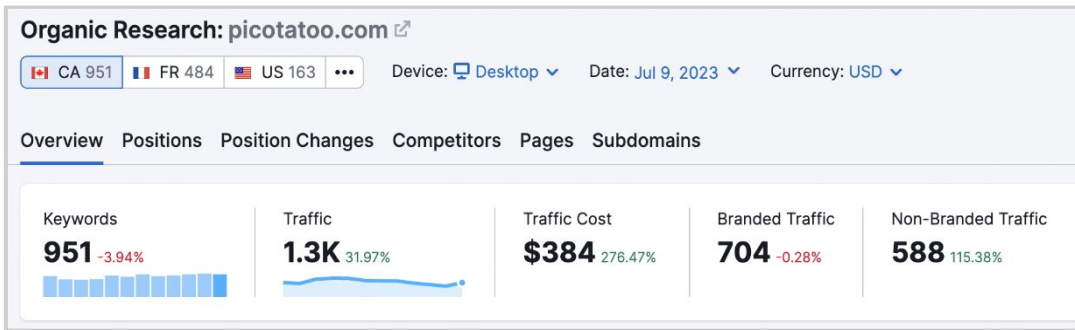 Organic Research: picotatoo.com
CA 951 FR 484 US 163 ••• Device: Desktop Date: Jul 9, 2023 Currency: USD
Overview Positions Position Changes Competitors Pages Subdomains
Keywords Traffic Traffic Cost Branded Traffic Non-Branded Traffic
951 -3.94% 1.3K 31.97% $384 276.47% 704 -0.28% 588 115.38%